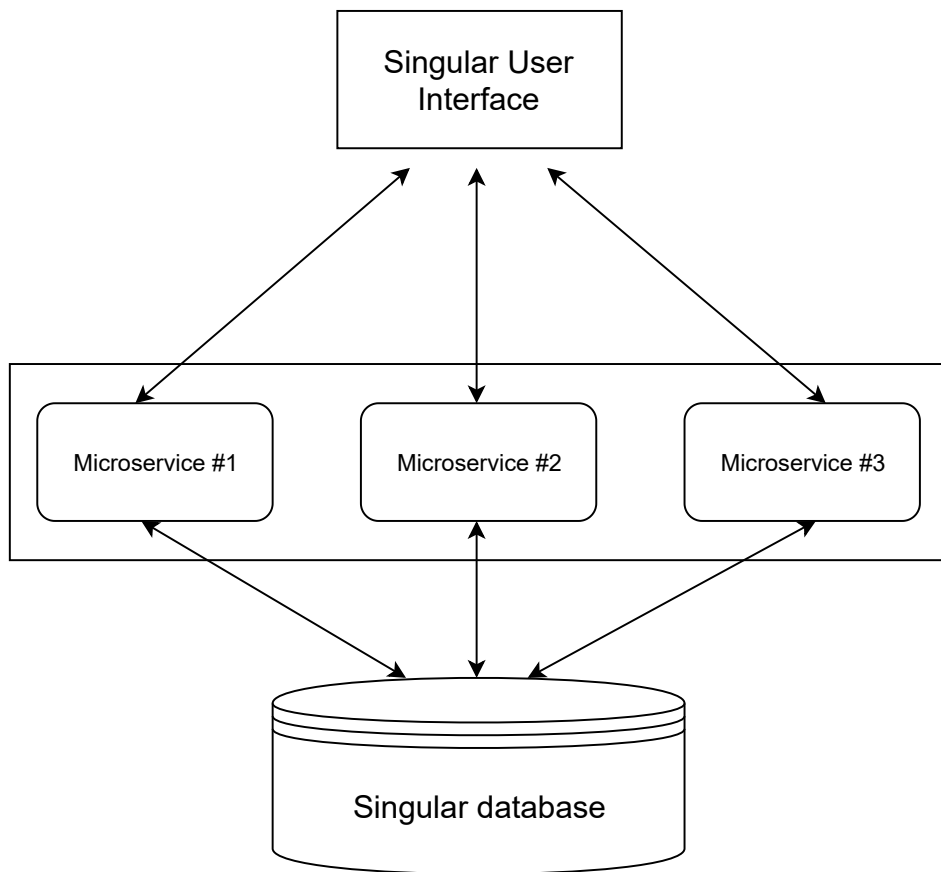 Singular User
Interface
Microservice #1
Microservice #2
Microservice #3
Singular database